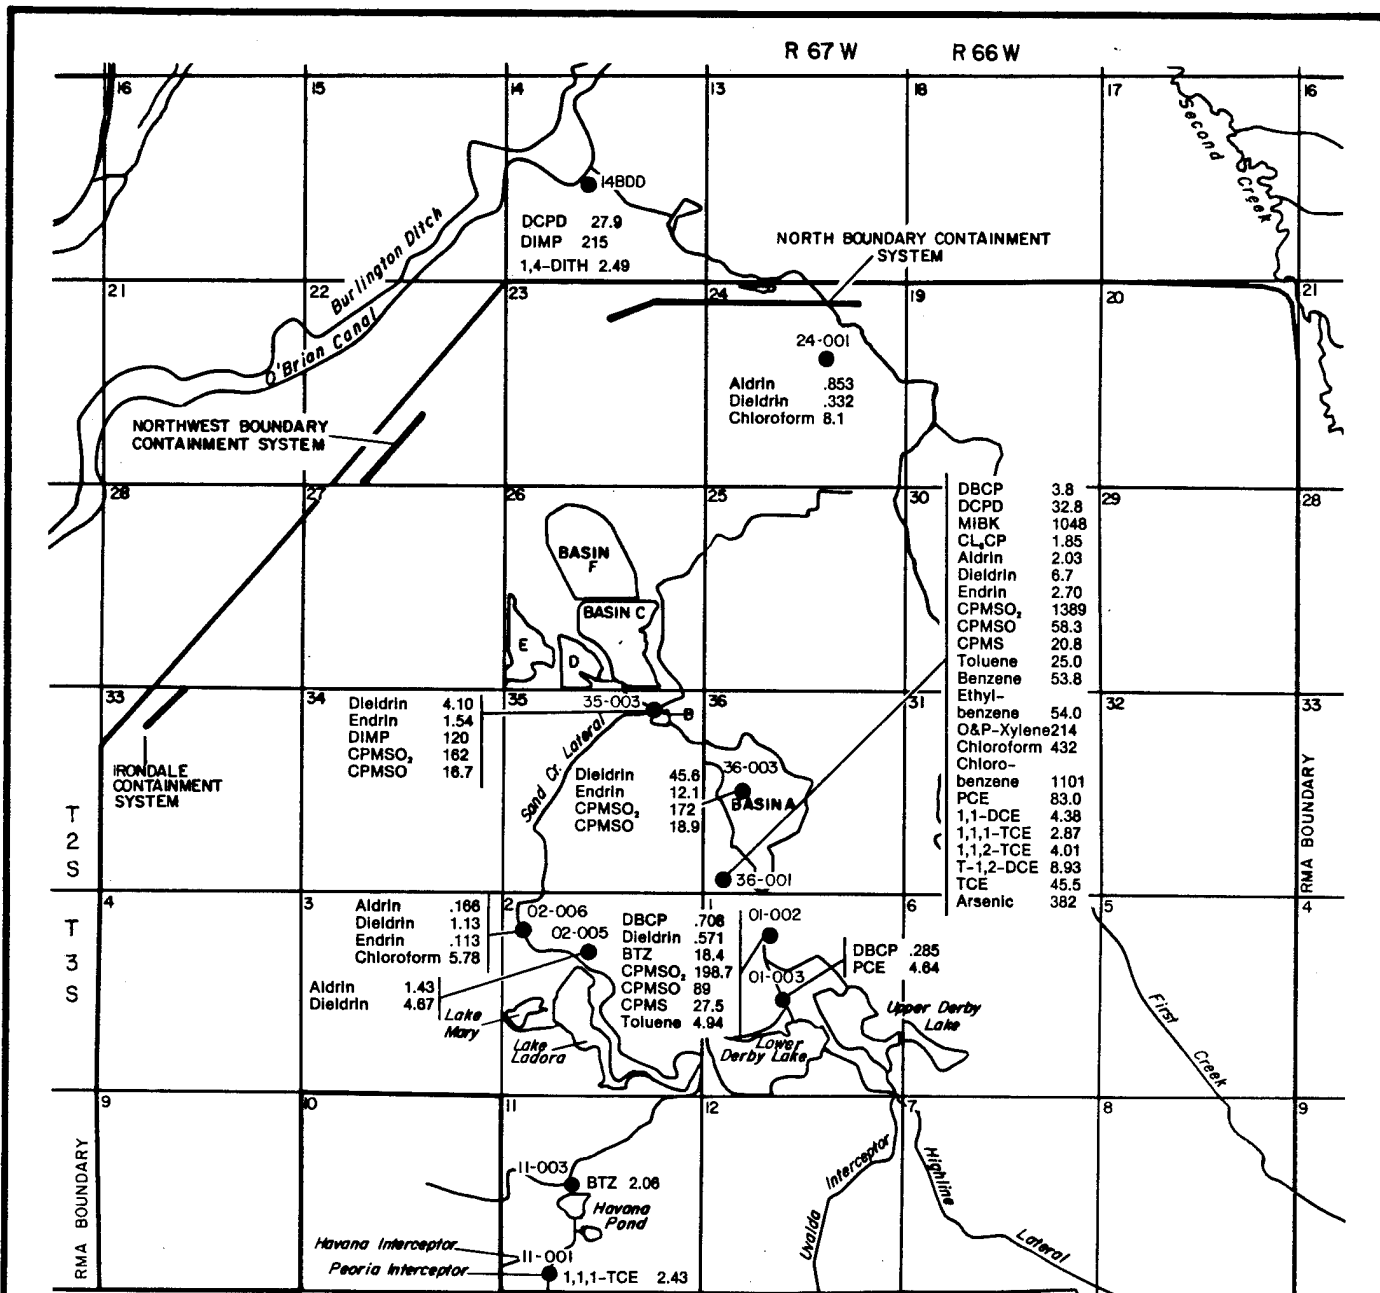 R 67 W
R 66 W
16
15
14
13
18
17
16
Second Creek
14BDD
DCPD 27.9
DIMP 215
1,4-DITH 2.49
Burlington Ditch
O'Brian Canal
NORTH BOUNDARY CONTAINMENT
SYSTEM
21
22
23
24
19
20
21
24-001
Aldrin .853
Dieldrin .332
Chloroform 8.1
NORTHWEST BOUNDARY
CONTAINMENT SYSTEM
28
27
26
25
30
29
28
BASIN
F
BASIN C
E
D
DBCP 3.8
DCPD 32.8
MIBK 1048
CL₆CP 1.85
Aldrin 2.03
Dieldrin 6.7
Endrin 2.70
CPMSO₂ 1389
CPMSO 58.3
CPMS 20.8
Toluene 25.0
Benzene 53.8
Ethyl-
benzene 54.0
O&P-Xylene214
Chloroform 432
Chloro-
benzene 1101
PCE 83.0
1,1-DCE 4.38
1,1,1-TCE 2.87
1,1,2-TCE 4.01
T-1,2-DCE 8.93
TCE 45.5
Arsenic 382
33
34
35
36
31
32
33
35-003
B
Dieldrin 4.10
Endrin 1.54
DIMP 120
CPMSO₂ 162
CPMSO 16.7
Sand Cr. Lateral
IRONDALE
CONTAINMENT
SYSTEM
Dieldrin 45.6
Endrin 12.1
CPMSO₂ 172
CPMSO 18.9
36-003
BASIN A
36-001
RMA BOUNDARY
T
2
S
T
3
S
4
3
2
1
6
5
4
Aldrin .166
Dieldrin 1.13
Endrin .113
Chloroform 5.78
02-006
02-005
Aldrin 1.43
Dieldrin 4.67
DBCP .706
Dieldrin .571
BTZ 18.4
CPMSO₂ 198.7
CPMSO 89
CPMS 27.5
Toluene 4.94
01-002
01-003
DBCP .285
PCE 4.64
Lake
Mary
Lake
Ladora
Lower
Derby Lake
Upper Derby
Lake
First Creek
9
10
11
12
7
8
9
11-003
BTZ 2.06
Havana
Pond
Havana Interceptor
Peoria Interceptor
11-001
1,1,1-TCE 2.43
Uvalda Interceptor
Highline Lateral
RMA BOUNDARY